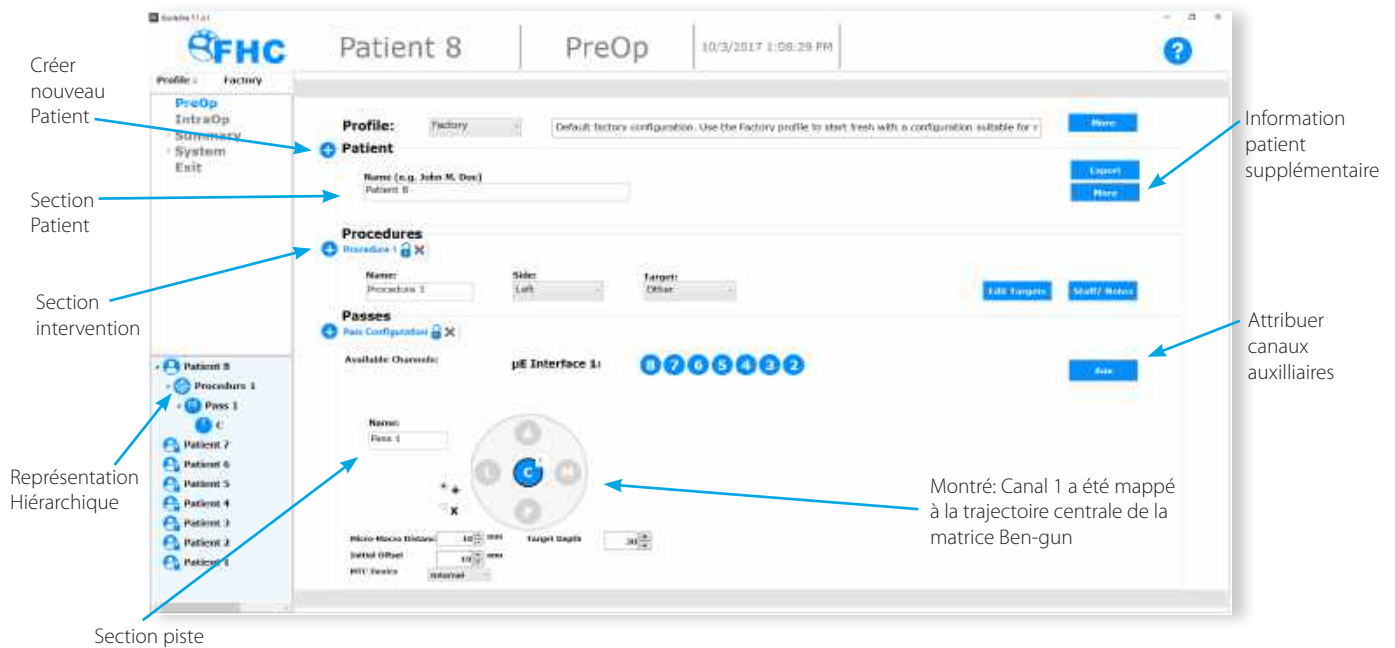 FHC
Patient 8
PreOp
10/3/2017 1:08:29 PM
?
Profile :
Factory
PreOp
IntraOp
Summary
System
Exit
Profile:
Factory
Default factory configuration. Use the Factory profile to start fresh with a configuration suitable for
More
Patient
Name (e.g. John M. Doe)
Patient 8
Export
More
Procedures
Procedure 1
Name:
Side:
Target:
Procedure 1
Left
Other
Edit Targets
Staff/ Notes
Passes
Pass Configuration
Available Channels:
µE Interface 1:
8 7 6 5 4 3 2
Aux
Name:
Pass 1
A
L
C
M
P
Micro-Macro Distance
10
mm
Target Depth
30
Initial Offset
10
mm
MTC Device
Internal
Patient 8
Procedure 1
Pass 1
C
Patient 7
Patient 6
Patient 5
Patient 4
Patient 3
Patient 2
Patient 1
Créer
nouveau
Patient
Section
Patient
Section
intervention
Représentation
Hiérarchique
Section piste
Information
patient
supplémentaire
Attribuer
canaux
auxilliaires
Montré: Canal 1 a été mappé
à la trajectoire centrale de la
matrice Ben-gun